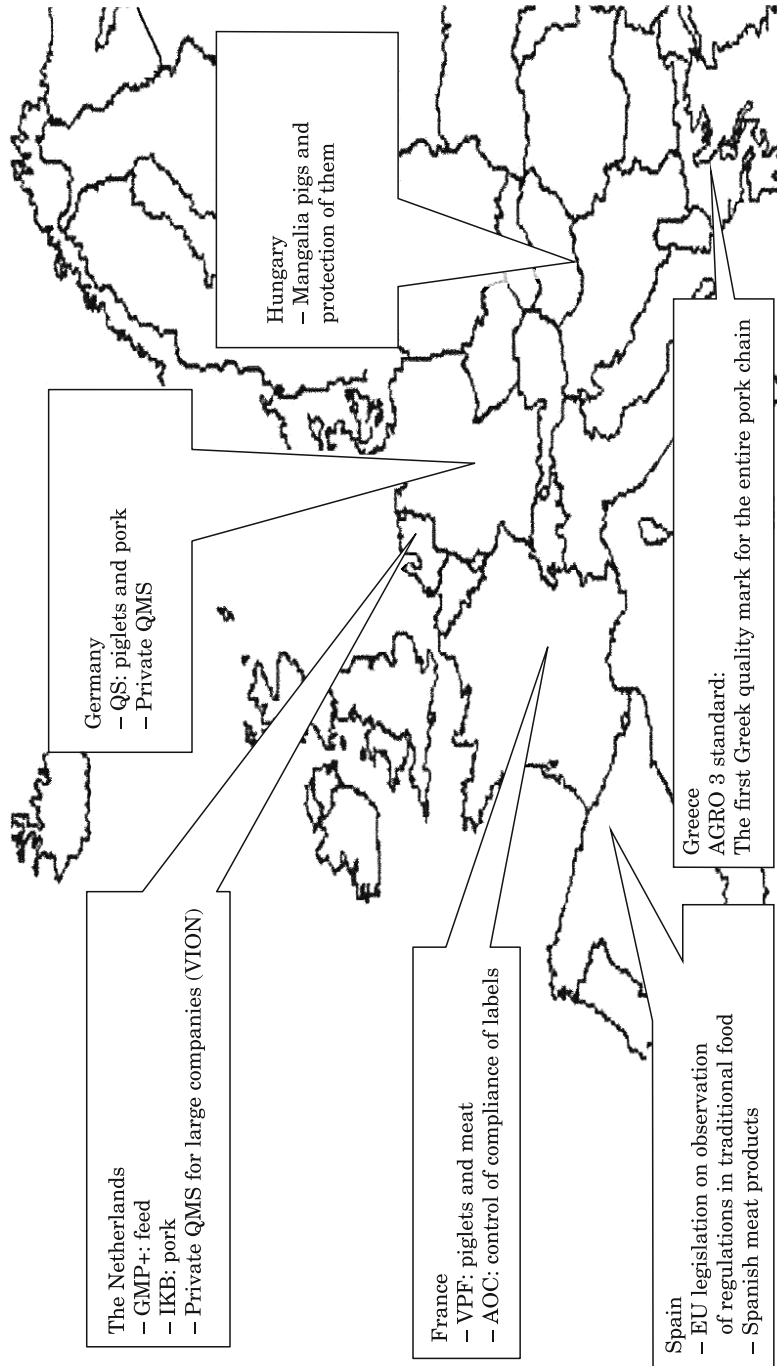 The Netherlands
– GMP+: feed
– IKB: pork
– Private QMS for large companies (VION)
Germany
– QS: piglets and pork
– Private QMS
Hungary
– Mangalia pigs and
protection of them
France
– VPF: piglets and meat
– AOC: control of compliance of labels
Spain
– EU legislation on observation
of regulations in traditional food
– Spanish meat products
Greece
AGRO 3 standard:
The first Greek quality mark for the entire pork chain